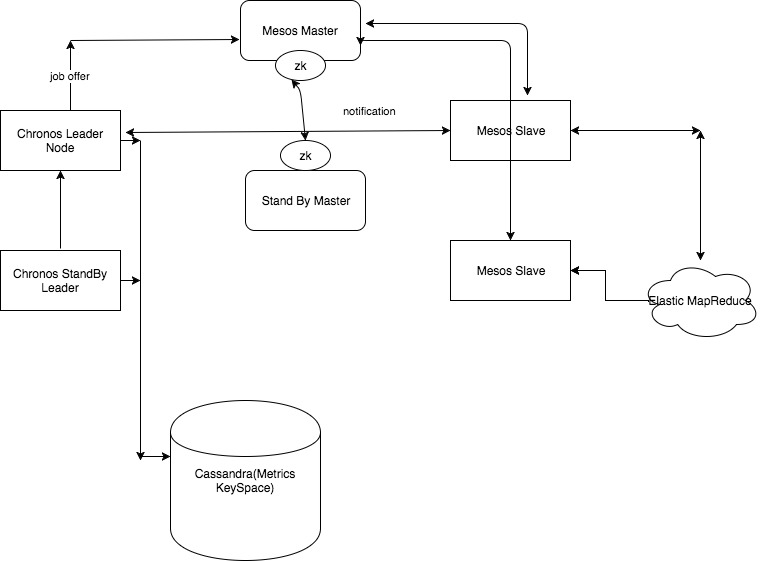 Mesos Master
zk
job offer
notification
Chronos Leader
Node
Mesos Slave
zk
Stand By Master
Chronos StandBy
Leader
Mesos Slave
Elastic MapReduce
Cassandra(Metrics
KeySpace)